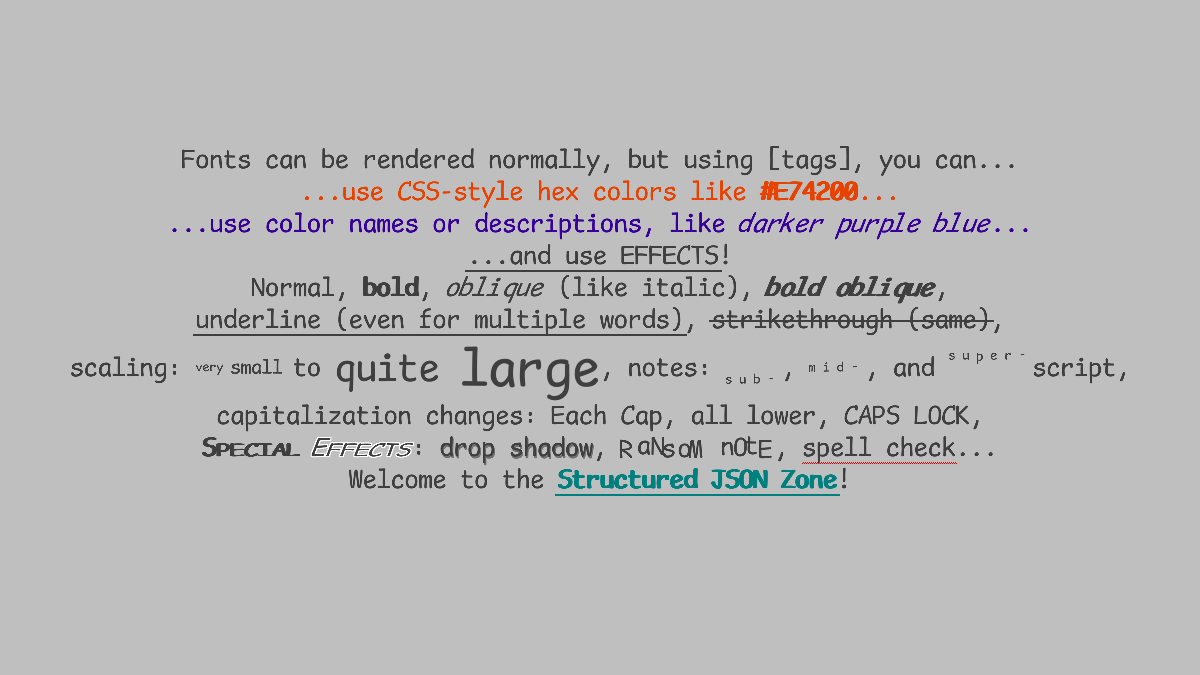 Fonts can be rendered normally, but using [tags], you can...
...use CSS-style hex colors like #E74200...
...use color names or descriptions, like darker purple blue...
...and use EFFECTS!
Normal, bold, oblique (like italic), bold oblique,
underline (even for multiple words), strikethrough (same),
scaling: very small to quite large, notes: sub-, mid-, and super-script,
capitalization changes: Each Cap, all lower, CAPS LOCK,
SPECIAL EFFECTS: drop shadow, RaNsoM nOtE, spell check...
Welcome to the Structured JSON Zone!